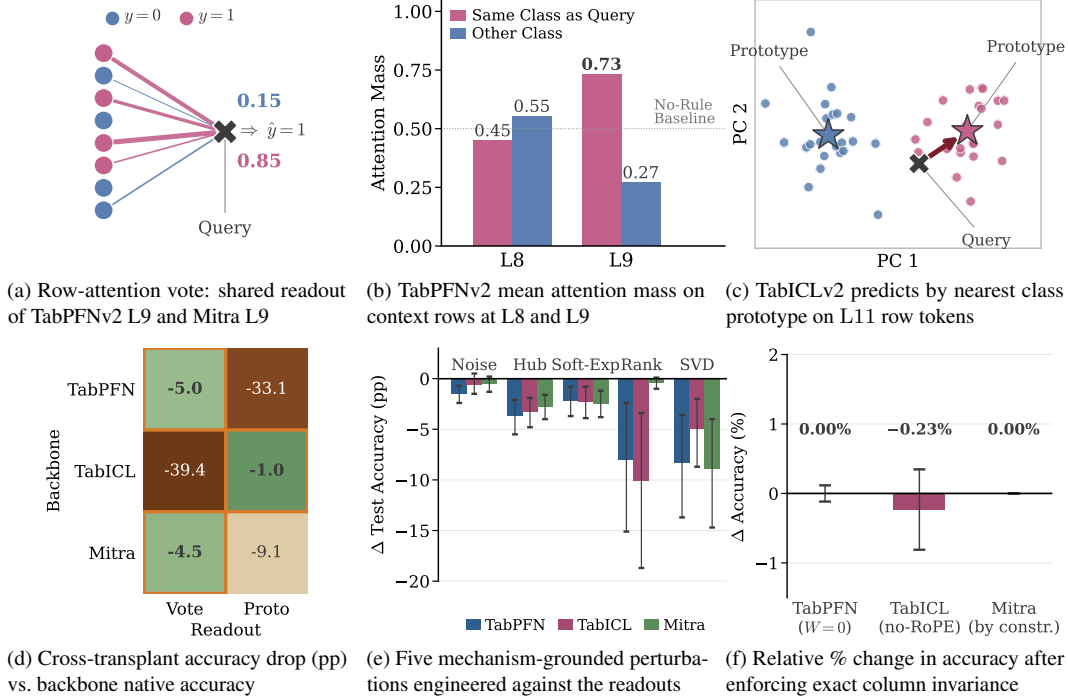 y = 0
y = 1
0.15
⇒ ŷ = 1
0.85
Query
(a) Row-attention vote: shared readout
of TabPFNv2 L9 and Mitra L9
Attention Mass
1.00
0.75
0.50
0.25
0.00
Same Class as Query
Other Class
0.45
0.55
0.73
0.27
No-Rule
Baseline
L8
L9
(b) TabPFNv2 mean attention mass on
context rows at L8 and L9
PC 2
Prototype
Prototype
Query
PC 1
(c) TabICLv2 predicts by nearest class
prototype on L11 row tokens
Backbone
TabPFN
-5.0
-33.1
TabICL
-39.4
-1.0
Mitra
-4.5
-9.1
Vote
Proto
Readout
(d) Cross-transplant accuracy drop (pp)
vs. backbone native accuracy
Δ Test Accuracy (pp)
Noise
Hub
Soft-Exp
Rank
SVD
0
−5
−10
−15
−20
TabPFN
TabICL
Mitra
(e) Five mechanism-grounded perturba-
tions engineered against the readouts
Δ Accuracy (%)
2
1
0
−1
0.00%
−0.23%
0.00%
TabPFN
(W = 0)
TabICL
(no-RoPE)
Mitra
(by constr.)
(f) Relative % change in accuracy after
enforcing exact column invariance